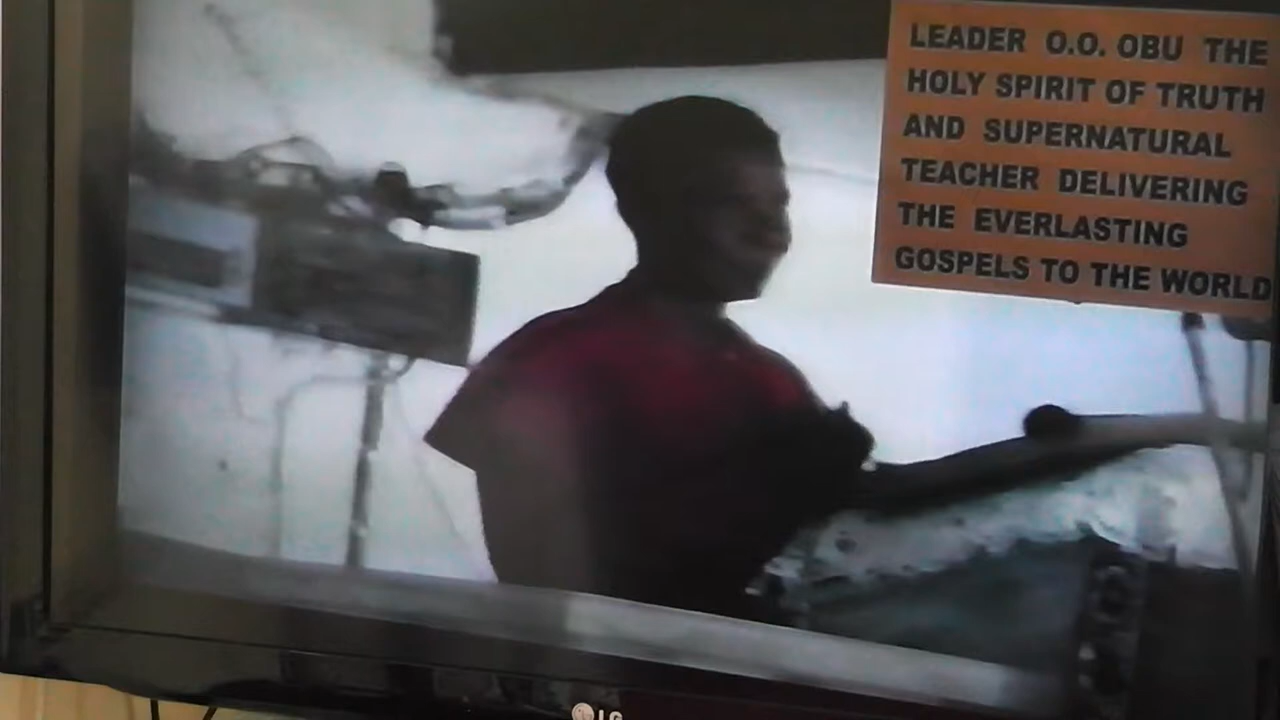 LEADER O.O. OBU THE
HOLY SPIRIT OF TRUTH
AND SUPERNATURAL
TEACHER DELIVERING
THE EVERLASTING
GOSPELS TO THE WORLD
LG